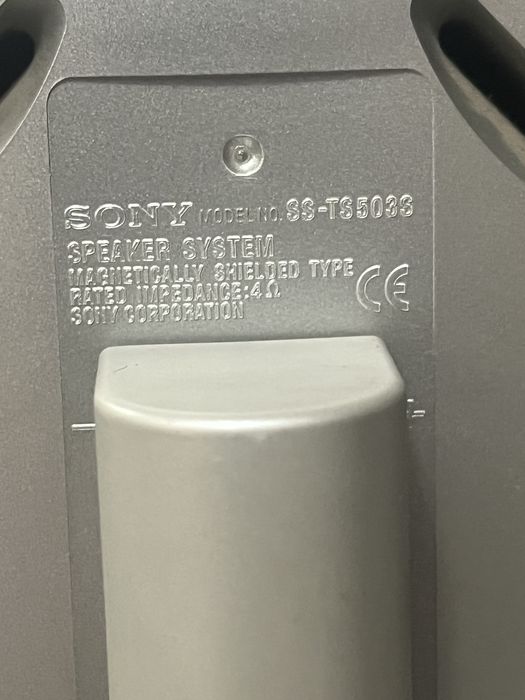 SONY MODEL NO. SS-TS503S
SPEAKER SYSTEM
MAGNETICALLY SHIELDED TYPE
RATED IMPEDANCE:4Ω
SONY CORPORATION
CE